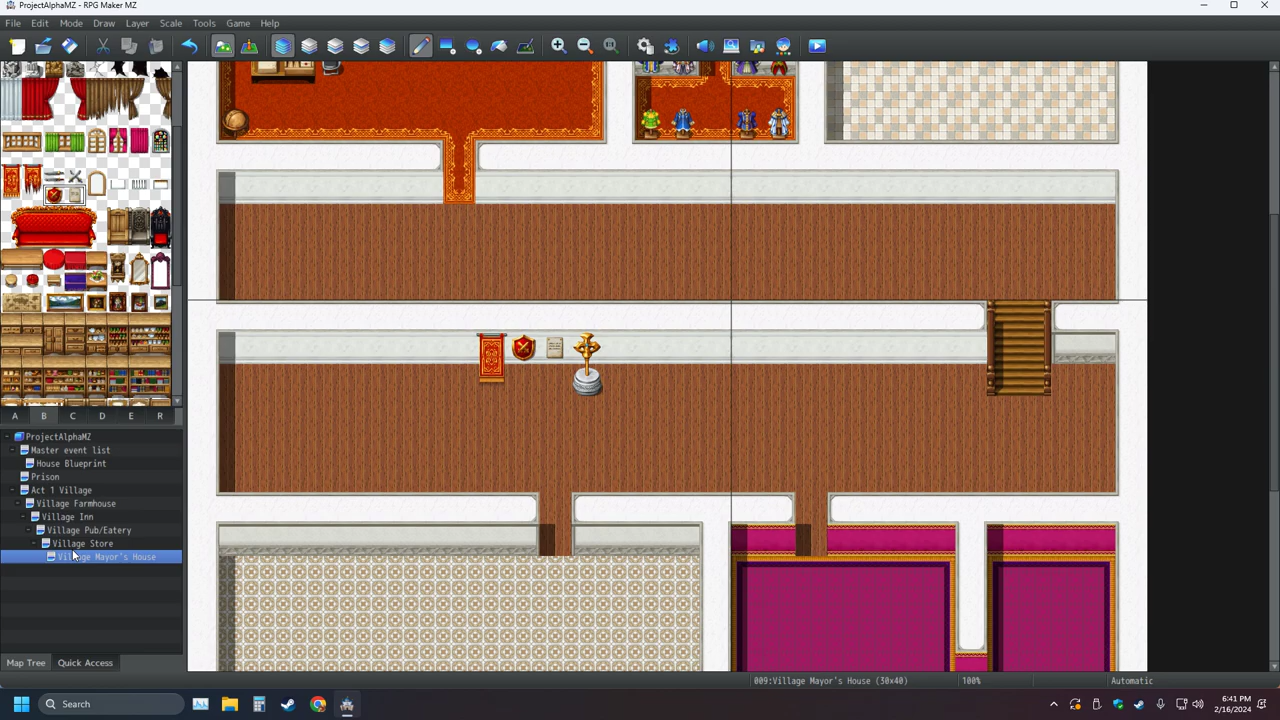 ProjectAlphaMZ - RPG Maker MZ
File Edit Mode Draw Layer Scale Tools Game Help
A B C D E R
ProjectAlphaMZ
Master event list
House Blueprint
Prison
Act 1 Village
Village Farmhouse
Village Inn
Village Pub/Eatery
Village Store
Village Mayor's House
Map Tree Quick Access
009:Village Mayor's House (30x40) 100% Automatic
Search
6:41 PM
2/16/2024